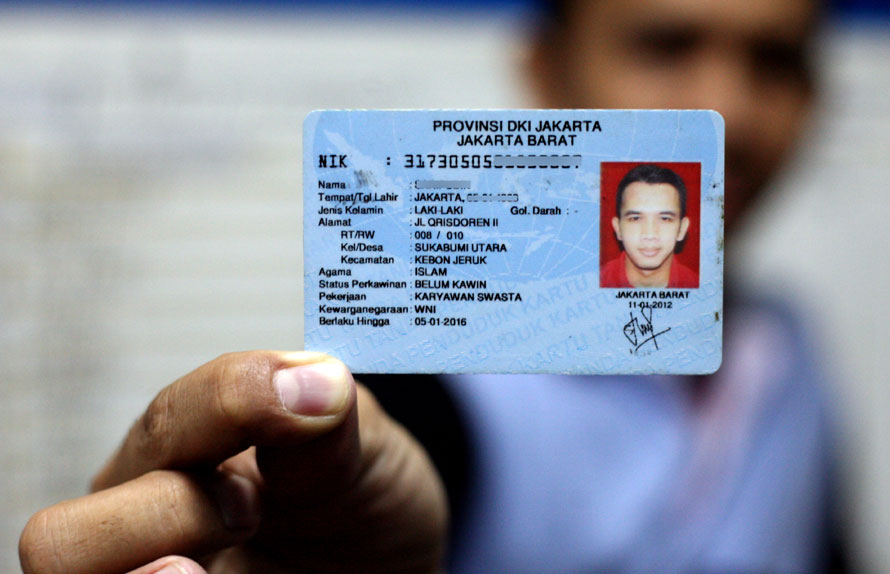 PROVINSI DKI JAKARTA
JAKARTA BARAT
NIK : 31730505
Nama :
Tempat/Tgl.Lahir : JAKARTA,
Jenis Kelamin : LAKI-LAKI Gol. Darah : -
Alamat : JL QRISDOREN II
RT/RW : 008 / 010
Kel/Desa : SUKABUMI UTARA
Kecamatan : KEBON JERUK
Agama : ISLAM
Status Perkawinan : BELUM KAWIN
Pekerjaan : KARYAWAN SWASTA
Kewarganegaraan : WNI
Berlaku Hingga : 05-01-2016
JAKARTA BARAT
11-01-2012